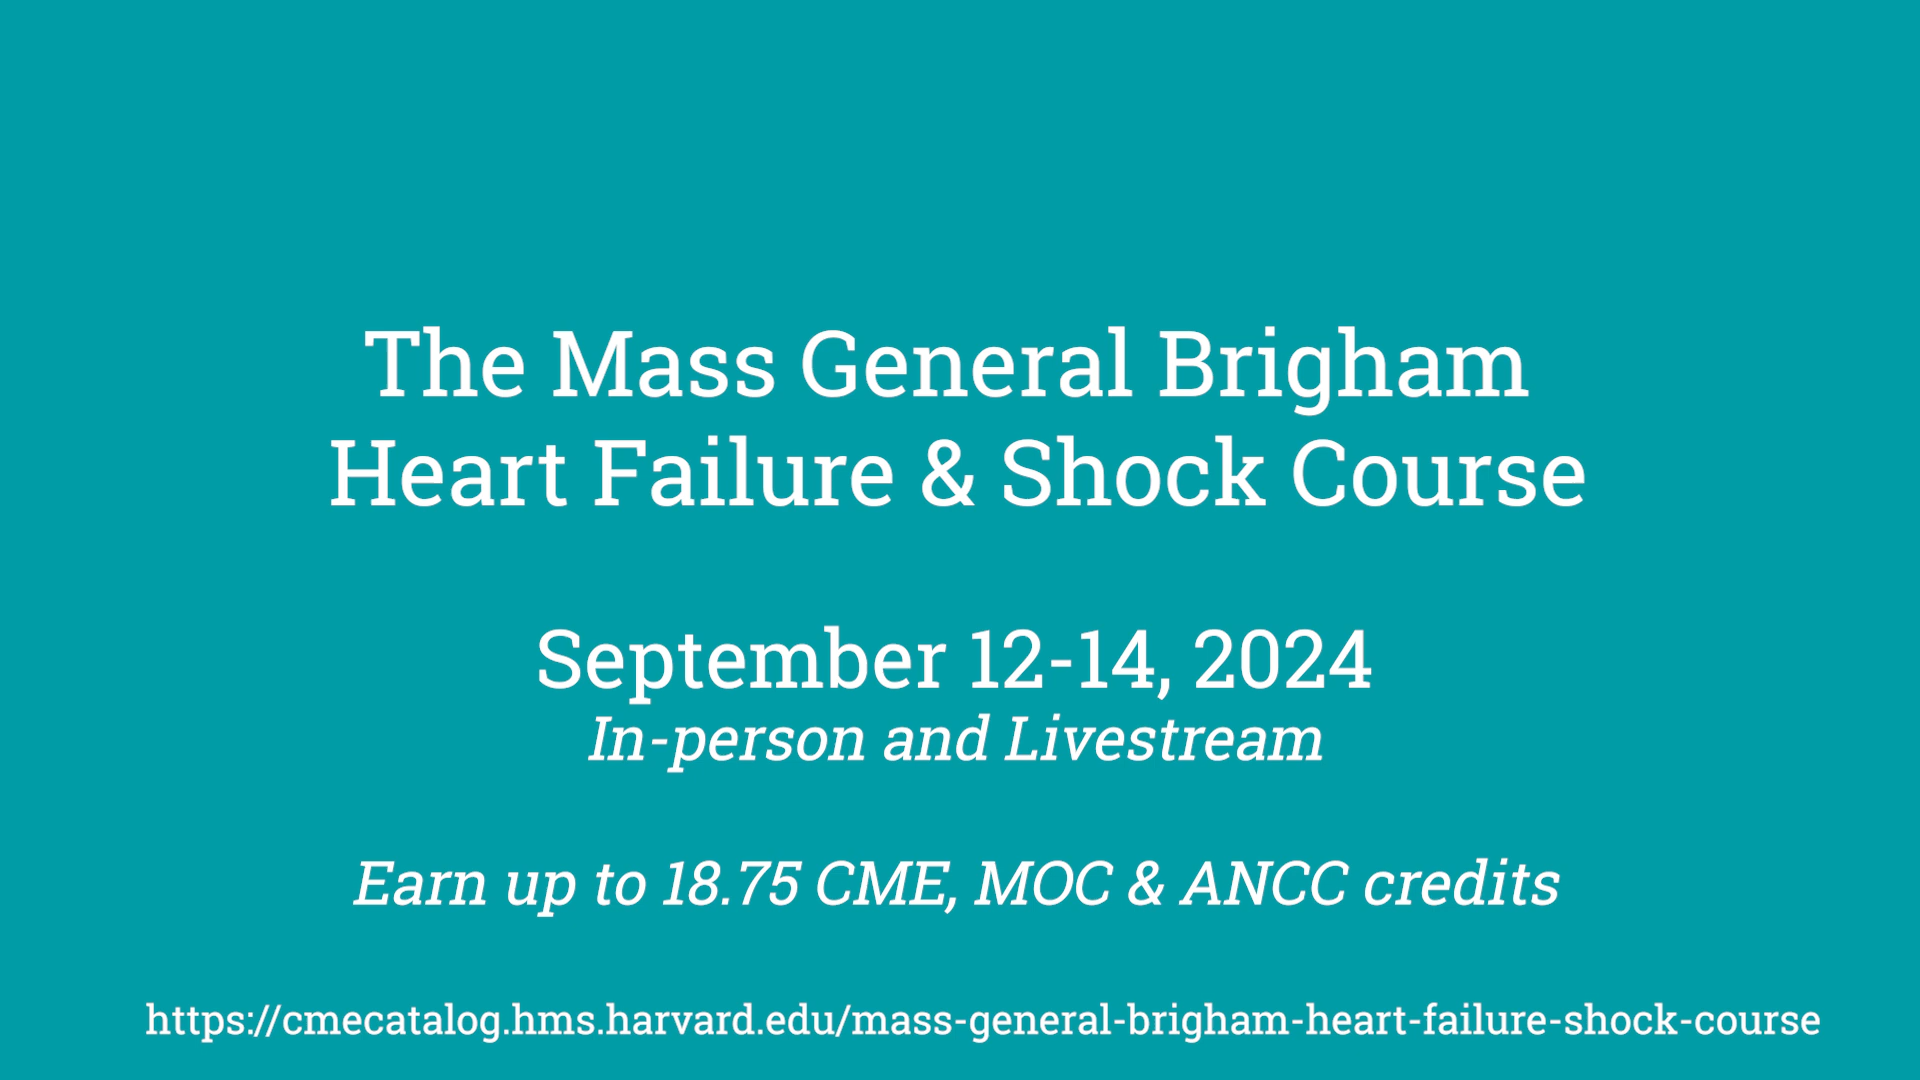 The Mass General Brigham
Heart Failure & Shock Course
September 12-14, 2024
In-person and Livestream
Earn up to 18.75 CME, MOC & ANCC credits
https://cmecatalog.hms.harvard.edu/mass-general-brigham-heart-failure-shock-course